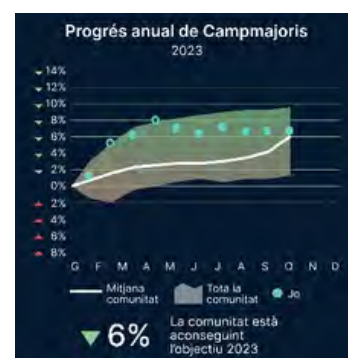 Progrés anual de Campmajoris
2023
14%
12%
10%
8%
6%
4%
2%
0%
2%
4%
6%
8%
G F M A M J J A S O N D
Mitjana comunitat
Tota la comunitat
Jo
6%
La comunitat està
aconseguint
l'objectiu 2023